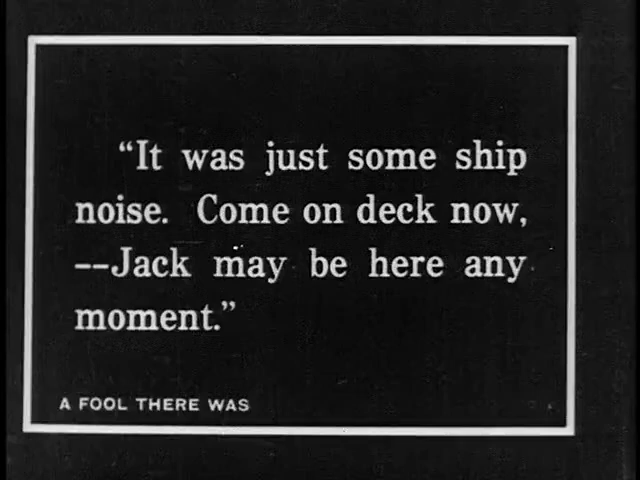 “It was just some ship
noise. Come on deck now,
--Jack may be here any
moment.”
A FOOL THERE WAS